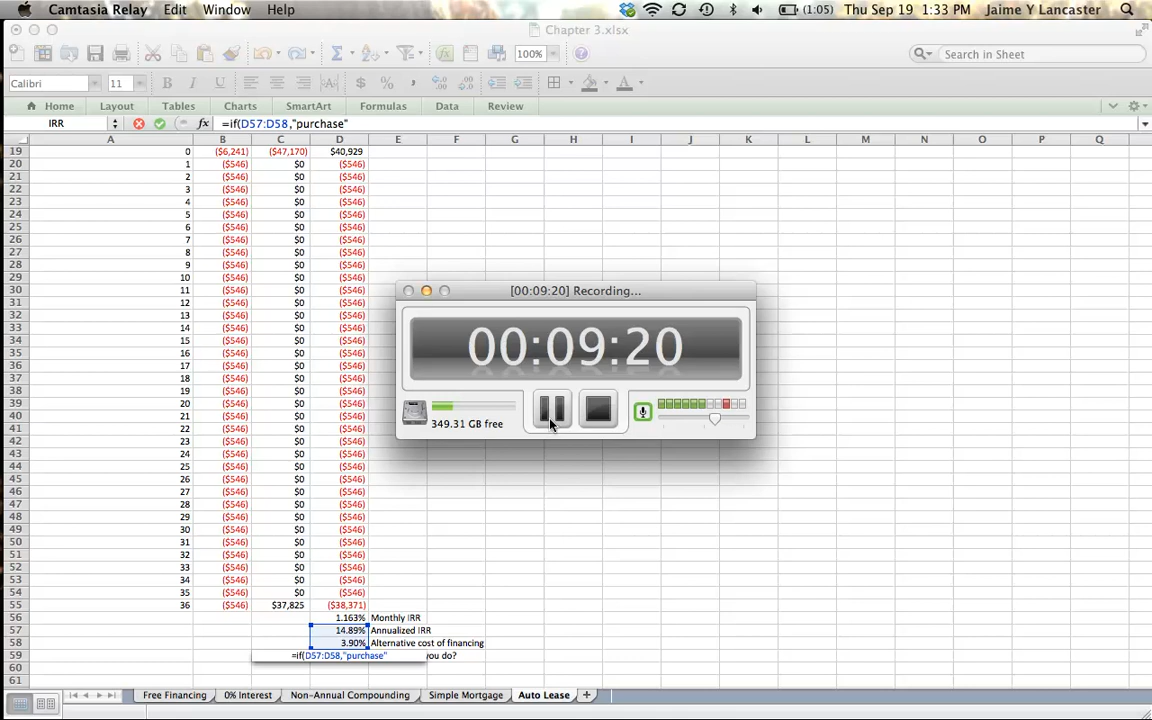 Camtasia Relay Edit Window Help (1:05) Thu Sep 19 1:33 PM Jaime Y Lancaster
Chapter 3.xlsx
100% Search in Sheet
Calibri 11 B I U
Home Layout Tables Charts SmartArt Formulas Data Review
IRR fx =if(D57:D58,"purchase"
A B C D E F G H I J K L M N O P Q
19 0 ($6,241) ($47,170) $40,929
20 1 ($546) $0 ($546)
21 2 ($546) $0 ($546)
22 3 ($546) $0 ($546)
23 4 ($546) $0 ($546)
24 5 ($546) $0 ($546)
25 6 ($546) $0 ($546)
26 7 ($546) $0 ($546)
27 8 ($546) $0 ($546)
28 9 ($546) $0 ($546)
29 10 ($546) $0 ($546)
30 11 ($546) $0 ($546)
31 12 ($546) $0 ($546)
32 13 ($546) $0 ($546)
33 14 ($546) $0 ($546)
34 15 ($546) $0 ($546)
35 16 ($546) $0 ($546)
36 17 ($546) $0 ($546)
37 18 ($546) $0 ($546)
38 19 ($546) $0 ($546)
39 20 ($546) $0 ($546)
40 21 ($546) $0 ($546)
41 22 ($546) $0 ($546)
42 23 ($546) $0 ($546)
43 24 ($546) $0 ($546)
44 25 ($546) $0 ($546)
45 26 ($546) $0 ($546)
46 27 ($546) $0 ($546)
47 28 ($546) $0 ($546)
48 29 ($546) $0 ($546)
49 30 ($546) $0 ($546)
50 31 ($546) $0 ($546)
51 32 ($546) $0 ($546)
52 33 ($546) $0 ($546)
53 34 ($546) $0 ($546)
54 35 ($546) $0 ($546)
55 36 ($546) $37,825 ($38,371)
56 1.163% Monthly IRR
57 14.89% Annualized IRR
58 3.90% Alternative cost of financing
59 =if(D57:D58,"purchase" you do?
60
61
[00:09:20] Recording...
00:09:20
349.31 GB free
Free Financing 0% Interest Non-Annual Compounding Simple Mortgage Auto Lease